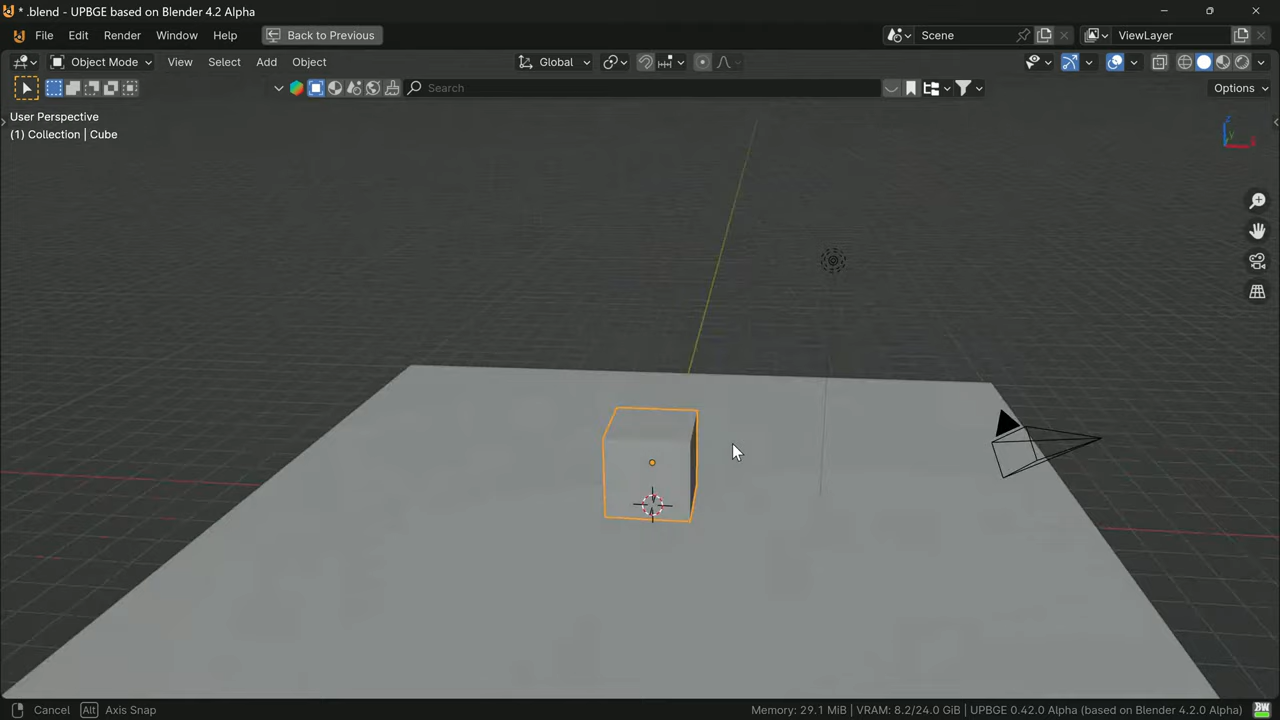 * .blend - UPBGE based on Blender 4.2 Alpha
File Edit Render Window Help Back to Previous Scene ViewLayer
Object Mode View Select Add Object Global
Search Options
User Perspective
(1) Collection | Cube
Z
Y
X
Cancel Alt Axis Snap Memory: 29.1 MiB | VRAM: 8.2/24.0 GiB | UPBGE 0.42.0 Alpha (based on Blender 4.2.0 Alpha) BW